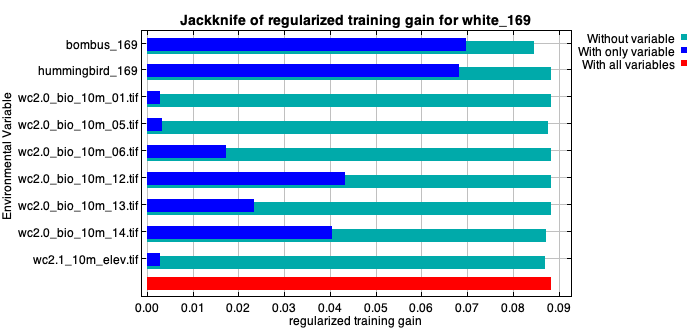 Jackknife of regularized training gain for white_169
Without variable
With only variable
With all variables
Environmental Variable
bombus_169
hummingbird_169
wc2.0_bio_10m_01.tif
wc2.0_bio_10m_05.tif
wc2.0_bio_10m_06.tif
wc2.0_bio_10m_12.tif
wc2.0_bio_10m_13.tif
wc2.0_bio_10m_14.tif
wc2.1_10m_elev.tif
0.00 0.01 0.02 0.03 0.04 0.05 0.06 0.07 0.08 0.09
regularized training gain